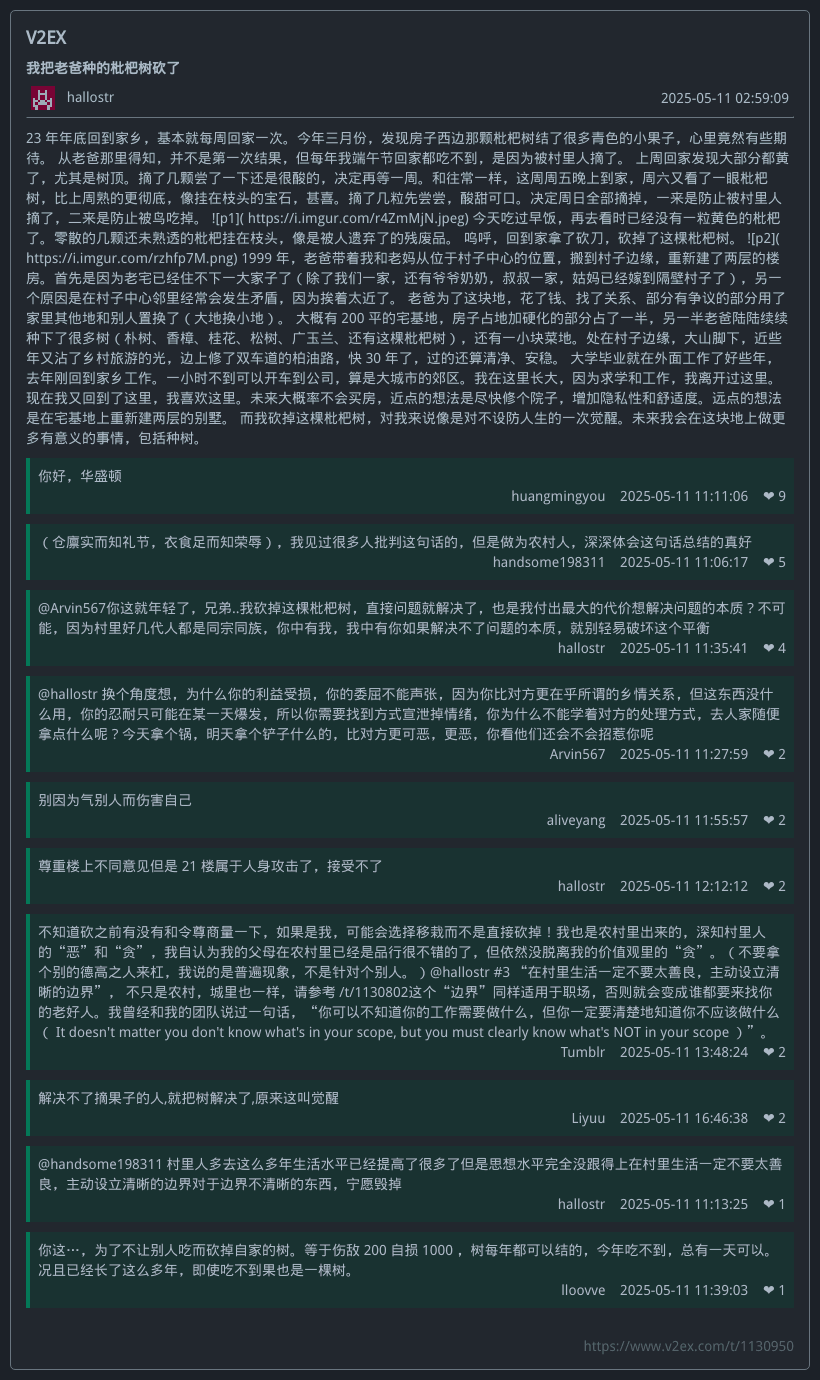 V2EX
我把老爸种的枇杷树砍了
hallostr
2025-05-11 02:59:09
23 年年底回到家乡，基本就每周回家一次。今年三月份，发现房子西边那颗枇杷树结了很多青色的小果子，心里竟然有些期
待。 从老爸那里得知，并不是第一次结果，但每年我端午节回家都吃不到，是因为被村里人摘了。 上周回家发现大部分都黄
了，尤其是树顶。摘了几颗尝了一下还是很酸的，决定再等一周。和往常一样，这周周五晚上到家，周六又看了一眼枇杷
树，比上周熟的更彻底，像挂在枝头的宝石，甚喜。摘了几粒先尝尝，酸甜可口。决定周日全部摘掉，一来是防止被村里人
摘了，二来是防止被鸟吃掉。 ![p1]( https://i.imgur.com/r4ZmMjN.jpeg) 今天吃过早饭，再去看时已经没有一粒黄色的枇杷
了。零散的几颗还未熟透的枇杷挂在枝头，像是被人遗弃了的残废品。 呜呼，回到家拿了砍刀，砍掉了这棵枇杷树。 ![p2](
https://i.imgur.com/rzhfp7M.png) 1999 年，老爸带着我和老妈从位于村子中心的位置，搬到村子边缘，重新建了两层的楼
房。首先是因为老宅已经住不下一大家子了（除了我们一家，还有爷爷奶奶，叔叔一家，姑妈已经嫁到隔壁村子了），另一
个原因是在村子中心邻里经常会发生矛盾，因为挨着太近了。 老爸为了这块地，花了钱、找了关系、部分有争议的部分用了
家里其他地和别人置换了（大地换小地）。 大概有 200 平的宅基地，房子占地加硬化的部分占了一半，另一半老爸陆陆续续
种下了很多树（朴树、香樟、桂花、松树、广玉兰、还有这棵枇杷树），还有一小块菜地。处在村子边缘，大山脚下，近些
年又沾了乡村旅游的光，边上修了双车道的柏油路，快 30 年了，过的还算清净、安稳。 大学毕业就在外面工作了好些年，
去年刚回到家乡工作。一小时不到可以开车到公司，算是大城市的郊区。我在这里长大，因为求学和工作，我离开过这里。
现在我又回到了这里，我喜欢这里。未来大概率不会买房，近点的想法是尽快修个院子，增加隐私性和舒适度。远点的想法
是在宅基地上重新建两层的别墅。 而我砍掉这棵枇杷树，对我来说像是对不设防人生的一次觉醒。未来我会在这块地上做更
多有意义的事情，包括种树。
你好，华盛顿
huangmingyou 2025-05-11 11:11:06 ❤ 9
（仓廪实而知礼节，衣食足而知荣辱），我见过很多人批判这句话的，但是做为农村人，深深体会这句话总结的真好
handsome198311 2025-05-11 11:06:17 ❤ 5
@Arvin567你这就年轻了，兄弟..我砍掉这棵枇杷树，直接问题就解决了，也是我付出最大的代价想解决问题的本质？不可
能，因为村里好几代人都是同宗同族，你中有我，我中有你如果解决不了问题的本质，就别轻易破坏这个平衡
hallostr 2025-05-11 11:35:41 ❤ 4
@hallostr 换个角度想，为什么你的利益受损，你的委屈不能声张，因为你比对方更在乎所谓的乡情关系，但这东西没什
么用，你的忍耐只可能在某一天爆发，所以你需要找到方式宣泄掉情绪，你为什么不能学着对方的处理方式，去人家随便
拿点什么呢？今天拿个锅，明天拿个铲子什么的，比对方更可恶，更恶，你看他们还会不会招惹你呢
Arvin567 2025-05-11 11:27:59 ❤ 2
别因为气别人而伤害自己
aliveyang 2025-05-11 11:55:57 ❤ 2
尊重楼上不同意见但是 21 楼属于人身攻击了，接受不了
hallostr 2025-05-11 12:12:12 ❤ 2
不知道砍之前有没有和令尊商量一下，如果是我，可能会选择移栽而不是直接砍掉！我也是农村里出来的，深知村里人
的“恶”和“贪”，我自认为我的父母在农村里已经是品行很不错的了，但依然没脱离我的价值观里的“贪”。（不要拿
个别的德高之人来杠，我说的是普遍现象，不是针对个别人。）@hallostr #3 “在村里生活一定不要太善良，主动设立清
晰的边界”， 不只是农村，城里也一样，请参考 /t/1130802这个“边界”同样适用于职场，否则就会变成谁都要来找你
的老好人。我曾经和我的团队说过一句话，“你可以不知道你的工作需要做什么，但你一定要清楚地知道你不应该做什么
（ It doesn't matter you don't know what's in your scope, but you must clearly know what's NOT in your scope ）”。
Tumblr 2025-05-11 13:48:24 ❤ 2
解决不了摘果子的人,就把树解决了,原来这叫觉醒
Liyuu 2025-05-11 16:46:38 ❤ 2
@handsome198311 村里人多去这么多年生活水平已经提高了很多了但是思想水平完全没跟得上在村里生活一定不要太善
良，主动设立清晰的边界对于边界不清晰的东西，宁愿毁掉
hallostr 2025-05-11 11:13:25 ❤ 1
你这…，为了不让别人吃而砍掉自家的树。等于伤敌 200 自损 1000 ，树每年都可以结的，今年吃不到，总有一天可以。
况且已经长了这么多年，即使吃不到果也是一棵树。
lloovve 2025-05-11 11:39:03 ❤ 1
https://www.v2ex.com/t/1130950